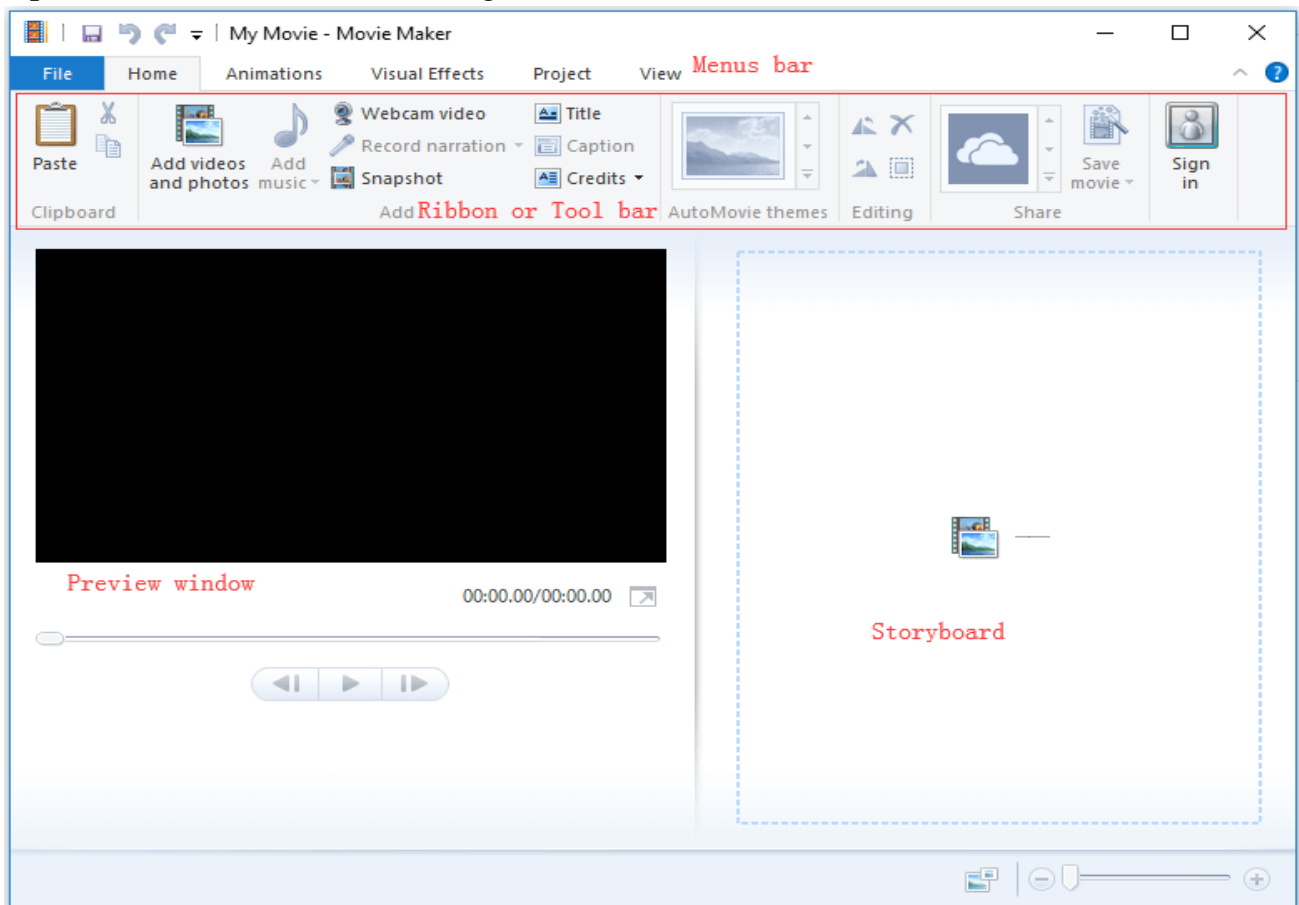 My Movie - Movie Maker
File Home Animations Visual Effects Project View Menus bar
Paste
Clipboard
Add videos
and photos
Add
music
Webcam video
Record narration
Snapshot
Title
Caption
Credits
Add
Ribbon or Tool bar
AutoMovie themes
Editing
Save
movie
Share
Sign
in
Preview window
00:00.00/00:00.00
Storyboard